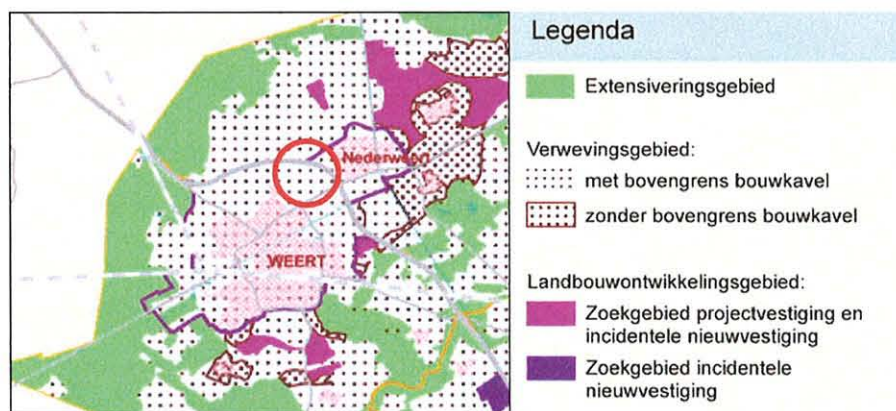 Nederweert
WEERT
Legenda
Extensiveringsgebied
Verwevingsgebied:
met bovengrens bouwkavel
zonder bovengrens bouwkavel
Landbouwontwikkelingsgebied:
Zoekgebied projectvestiging en
incidentele nieuwvestiging
Zoekgebied incidentele
nieuwvestiging